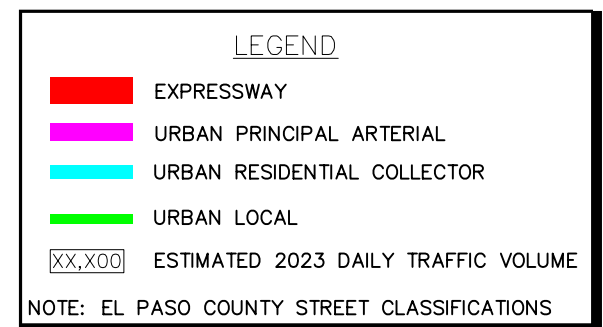 LEGEND
EXPRESSWAY
URBAN PRINCIPAL ARTERIAL
URBAN RESIDENTIAL COLLECTOR
URBAN LOCAL
XX,X00 ESTIMATED 2023 DAILY TRAFFIC VOLUME
NOTE: EL PASO COUNTY STREET CLASSIFICATIONS